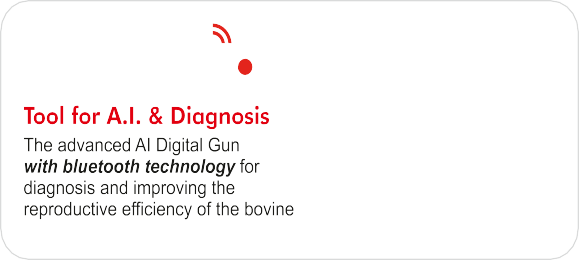 Tool for A.I. & Diagnosis
The advanced AI Digital Gun
with bluetooth technology for
diagnosis and improving the
reproductive efficiency of the bovine